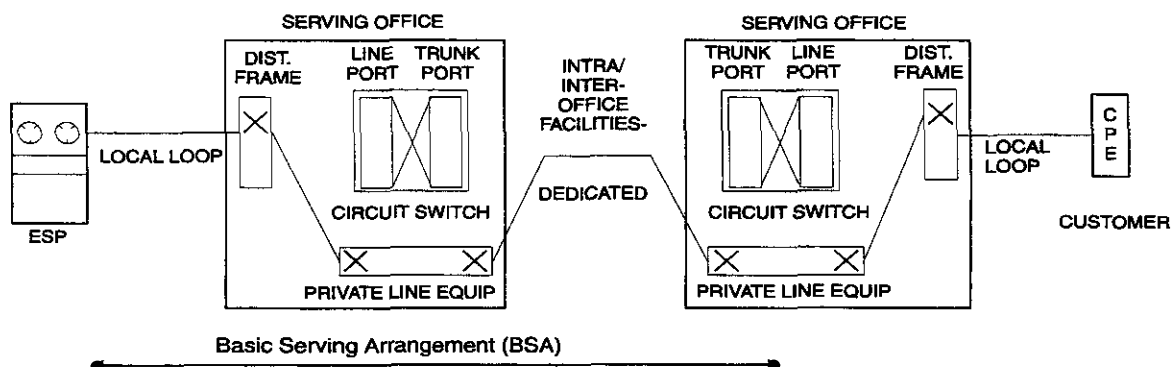 SERVING OFFICE
DIST.
FRAME
LINE
PORT
TRUNK
PORT
LOCAL LOOP
ESP
CIRCUIT SWITCH
PRIVATE LINE EQUIP
INTRA/
INTER-
OFFICE
FACILITIES-
DEDICATED
SERVING OFFICE
TRUNK
PORT
LINE
PORT
DIST.
FRAME
CIRCUIT SWITCH
PRIVATE LINE EQUIP
LOCAL
LOOP
C
P
E
CUSTOMER
Basic Serving Arrangement (BSA)